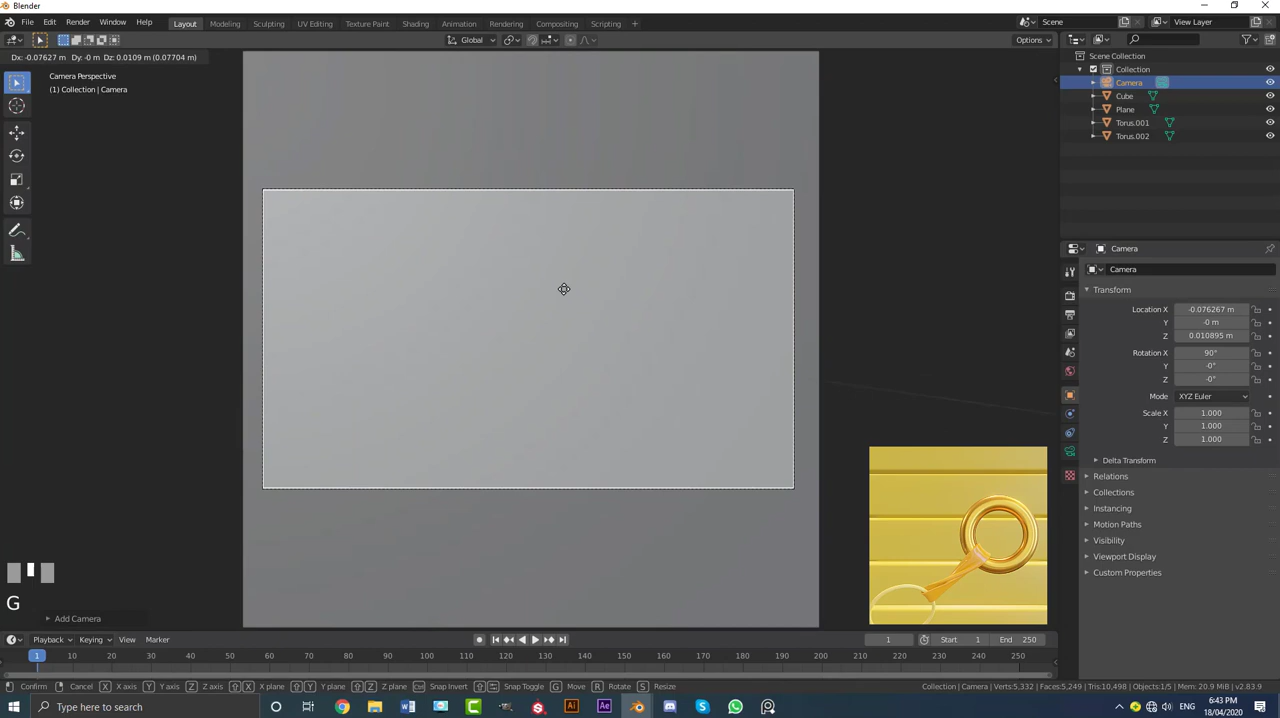 Blender
File Edit Render Window Help
Layout Modeling Sculpting UV Editing Texture Paint Shading Animation Rendering Compositing Scripting +
Scene
View Layer
Global
Options
Dx: -0.07627 m Dy: -0 m Dz: 0.0109 m (0.07704 m)
Camera Perspective
(1) Collection | Camera
Scene Collection
Collection
Camera
Cube
Plane
Torus.001
Torus.002
Camera
Camera
Transform
Location X -0.076267 m
Y -0 m
Z 0.010895 m
Rotation X 90°
Y -0°
Z -0°
Mode XYZ Euler
Scale X 1.000
Y 1.000
Z 1.000
Delta Transform
Relations
Collections
Instancing
Motion Paths
Visibility
Viewport Display
Custom Properties
G
Add Camera
Playback Keying View Marker
1 Start 1 End 250
1 10 20 30 40 50 60 70 80 90 100 110 120 130 140 150 160 170 180 190 200 210 220 230 240 250
Confirm Cancel X X axis Y Y axis Z Z axis X X plane Y Y plane Z Z plane Ctrl Snap Invert Snap Toggle G Move R Rotate S Resize
Collection | Camera | Verts:5,332 | Faces:5,249 | Tris:10,498 | Objects:1/5 | Mem: 20.9 MiB | v2.83.9
Type here to search
Ai
Ae
ENG
6:43 PM
18/04/2020